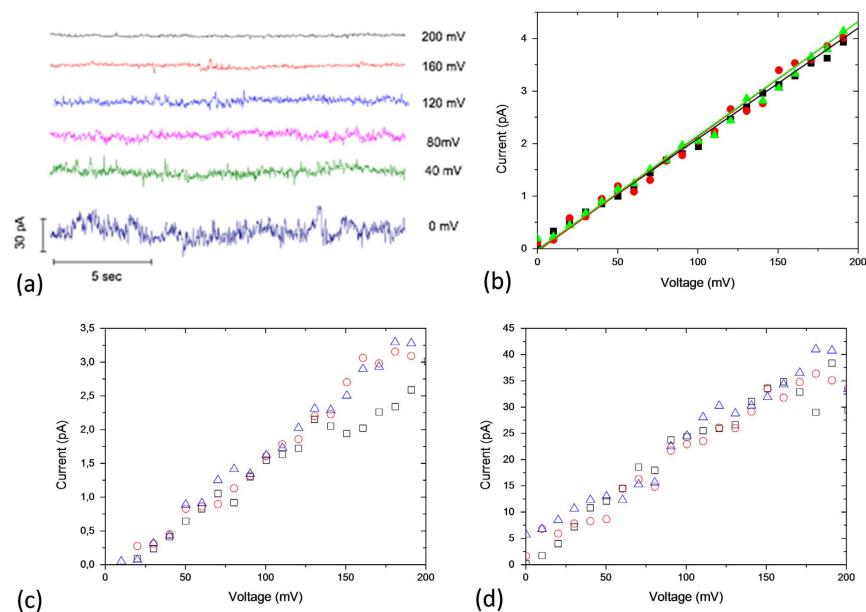 200 mV
160 mV
120 mV
80mV
40 mV
0 mV
30 pA
5 sec
(a)
5
4
3
2
1
0
Current (pA)
0 50 100 150 200
Voltage (mV)
(b)
3,5
3,0
2,5
2,0
1,5
1,0
0,5
0,0
Current (pA)
0 50 100 150 200
Voltage (mV)
(c)
45
40
35
30
25
20
15
10
5
0
Current (pA)
0 50 100 150 200
Voltage (mV)
(d)